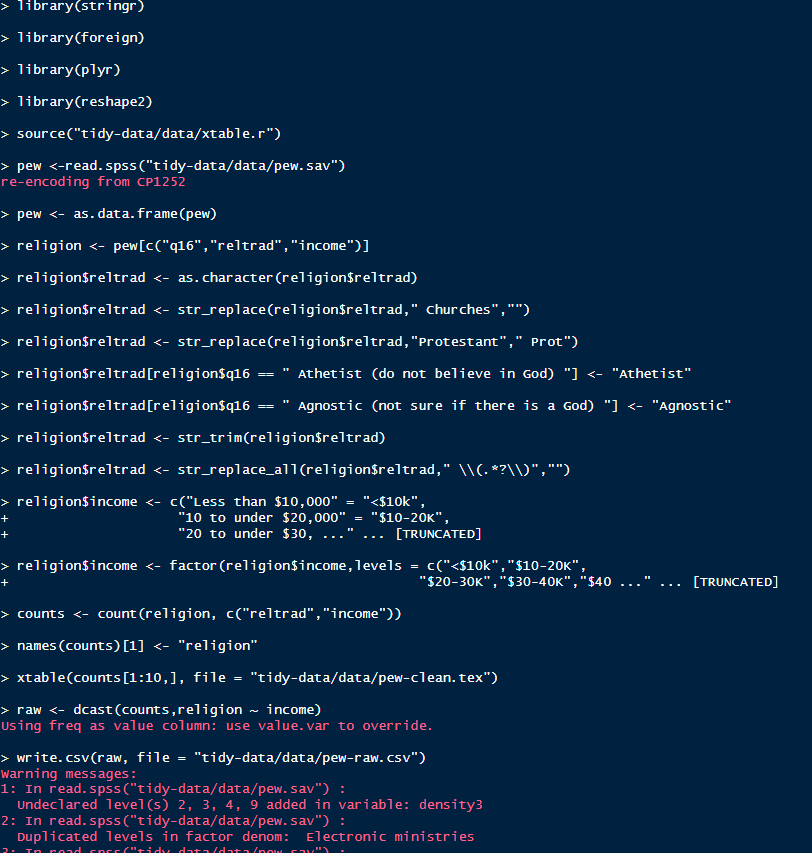 > library(stringr)
> library(foreign)
> library(plyr)
> library(reshape2)
> source("tidy-data/data/xtable.r")
> pew <-read.spss("tidy-data/data/pew.sav")
re-encoding from CP1252
> pew <- as.data.frame(pew)
> religion <- pew[c("q16","reltrad","income")]
> religion$reltrad <- as.character(religion$reltrad)
> religion$reltrad <- str_replace(religion$reltrad," Churches","")
> religion$reltrad <- str_replace(religion$reltrad,"Protestant"," Prot")
> religion$reltrad[religion$q16 == " Athetist (do not believe in God) "] <- "Athetist"
> religion$reltrad[religion$q16 == " Agnostic (not sure if there is a God) "] <- "Agnostic"
> religion$reltrad <- str_trim(religion$reltrad)
> religion$reltrad <- str_replace_all(religion$reltrad," \\(.*?\\)","")
> religion$income <- c("Less than $10,000" = "<$10k",
+ "10 to under $20,000" = "$10-20K",
+ "20 to under $30, ..." ... [TRUNCATED]
> religion$income <- factor(religion$income,levels = c("<$10k","$10-20K",
+ "$20-30K","$30-40K","$40 ..." ... [TRUNCATED]
> counts <- count(religion, c("reltrad","income"))
> names(counts)[1] <- "religion"
> xtable(counts[1:10,], file = "tidy-data/data/pew-clean.tex")
> raw <- dcast(counts,religion ~ income)
Using freq as value column: use value.var to override.
> write.csv(raw, file = "tidy-data/data/pew-raw.csv")
Warning messages:
1: In read.spss("tidy-data/data/pew.sav") :
Undeclared level(s) 2, 3, 4, 9 added in variable: density3
2: In read.spss("tidy-data/data/pew.sav") :
Duplicated levels in factor denom:  Electronic ministries
3: In read.spss("tidy-data/data/pew.sav") :